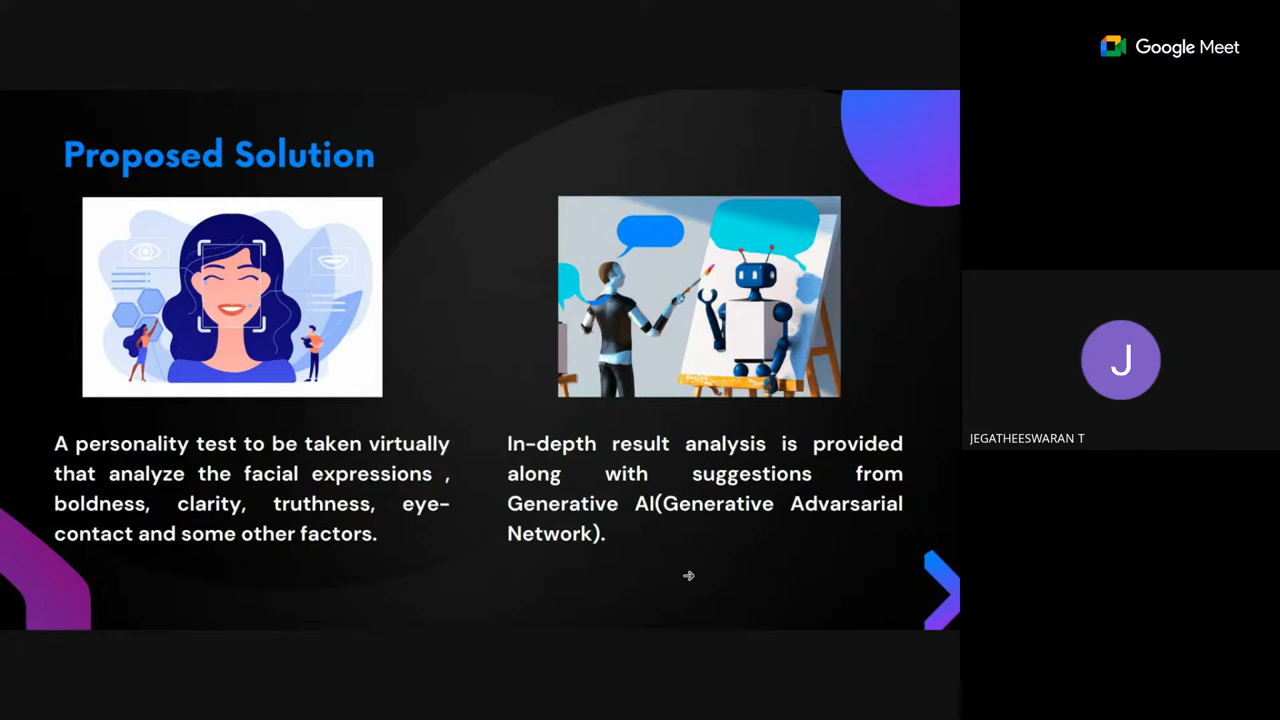 Google Meet
Proposed Solution
A personality test to be taken virtually
that analyze the facial expressions ,
boldness, clarity, truthness, eye-
contact and some other factors.
In-depth result analysis is provided
along with suggestions from
Generative AI(Generative Advarsarial
Network).
J
JEGATHEESWARAN T